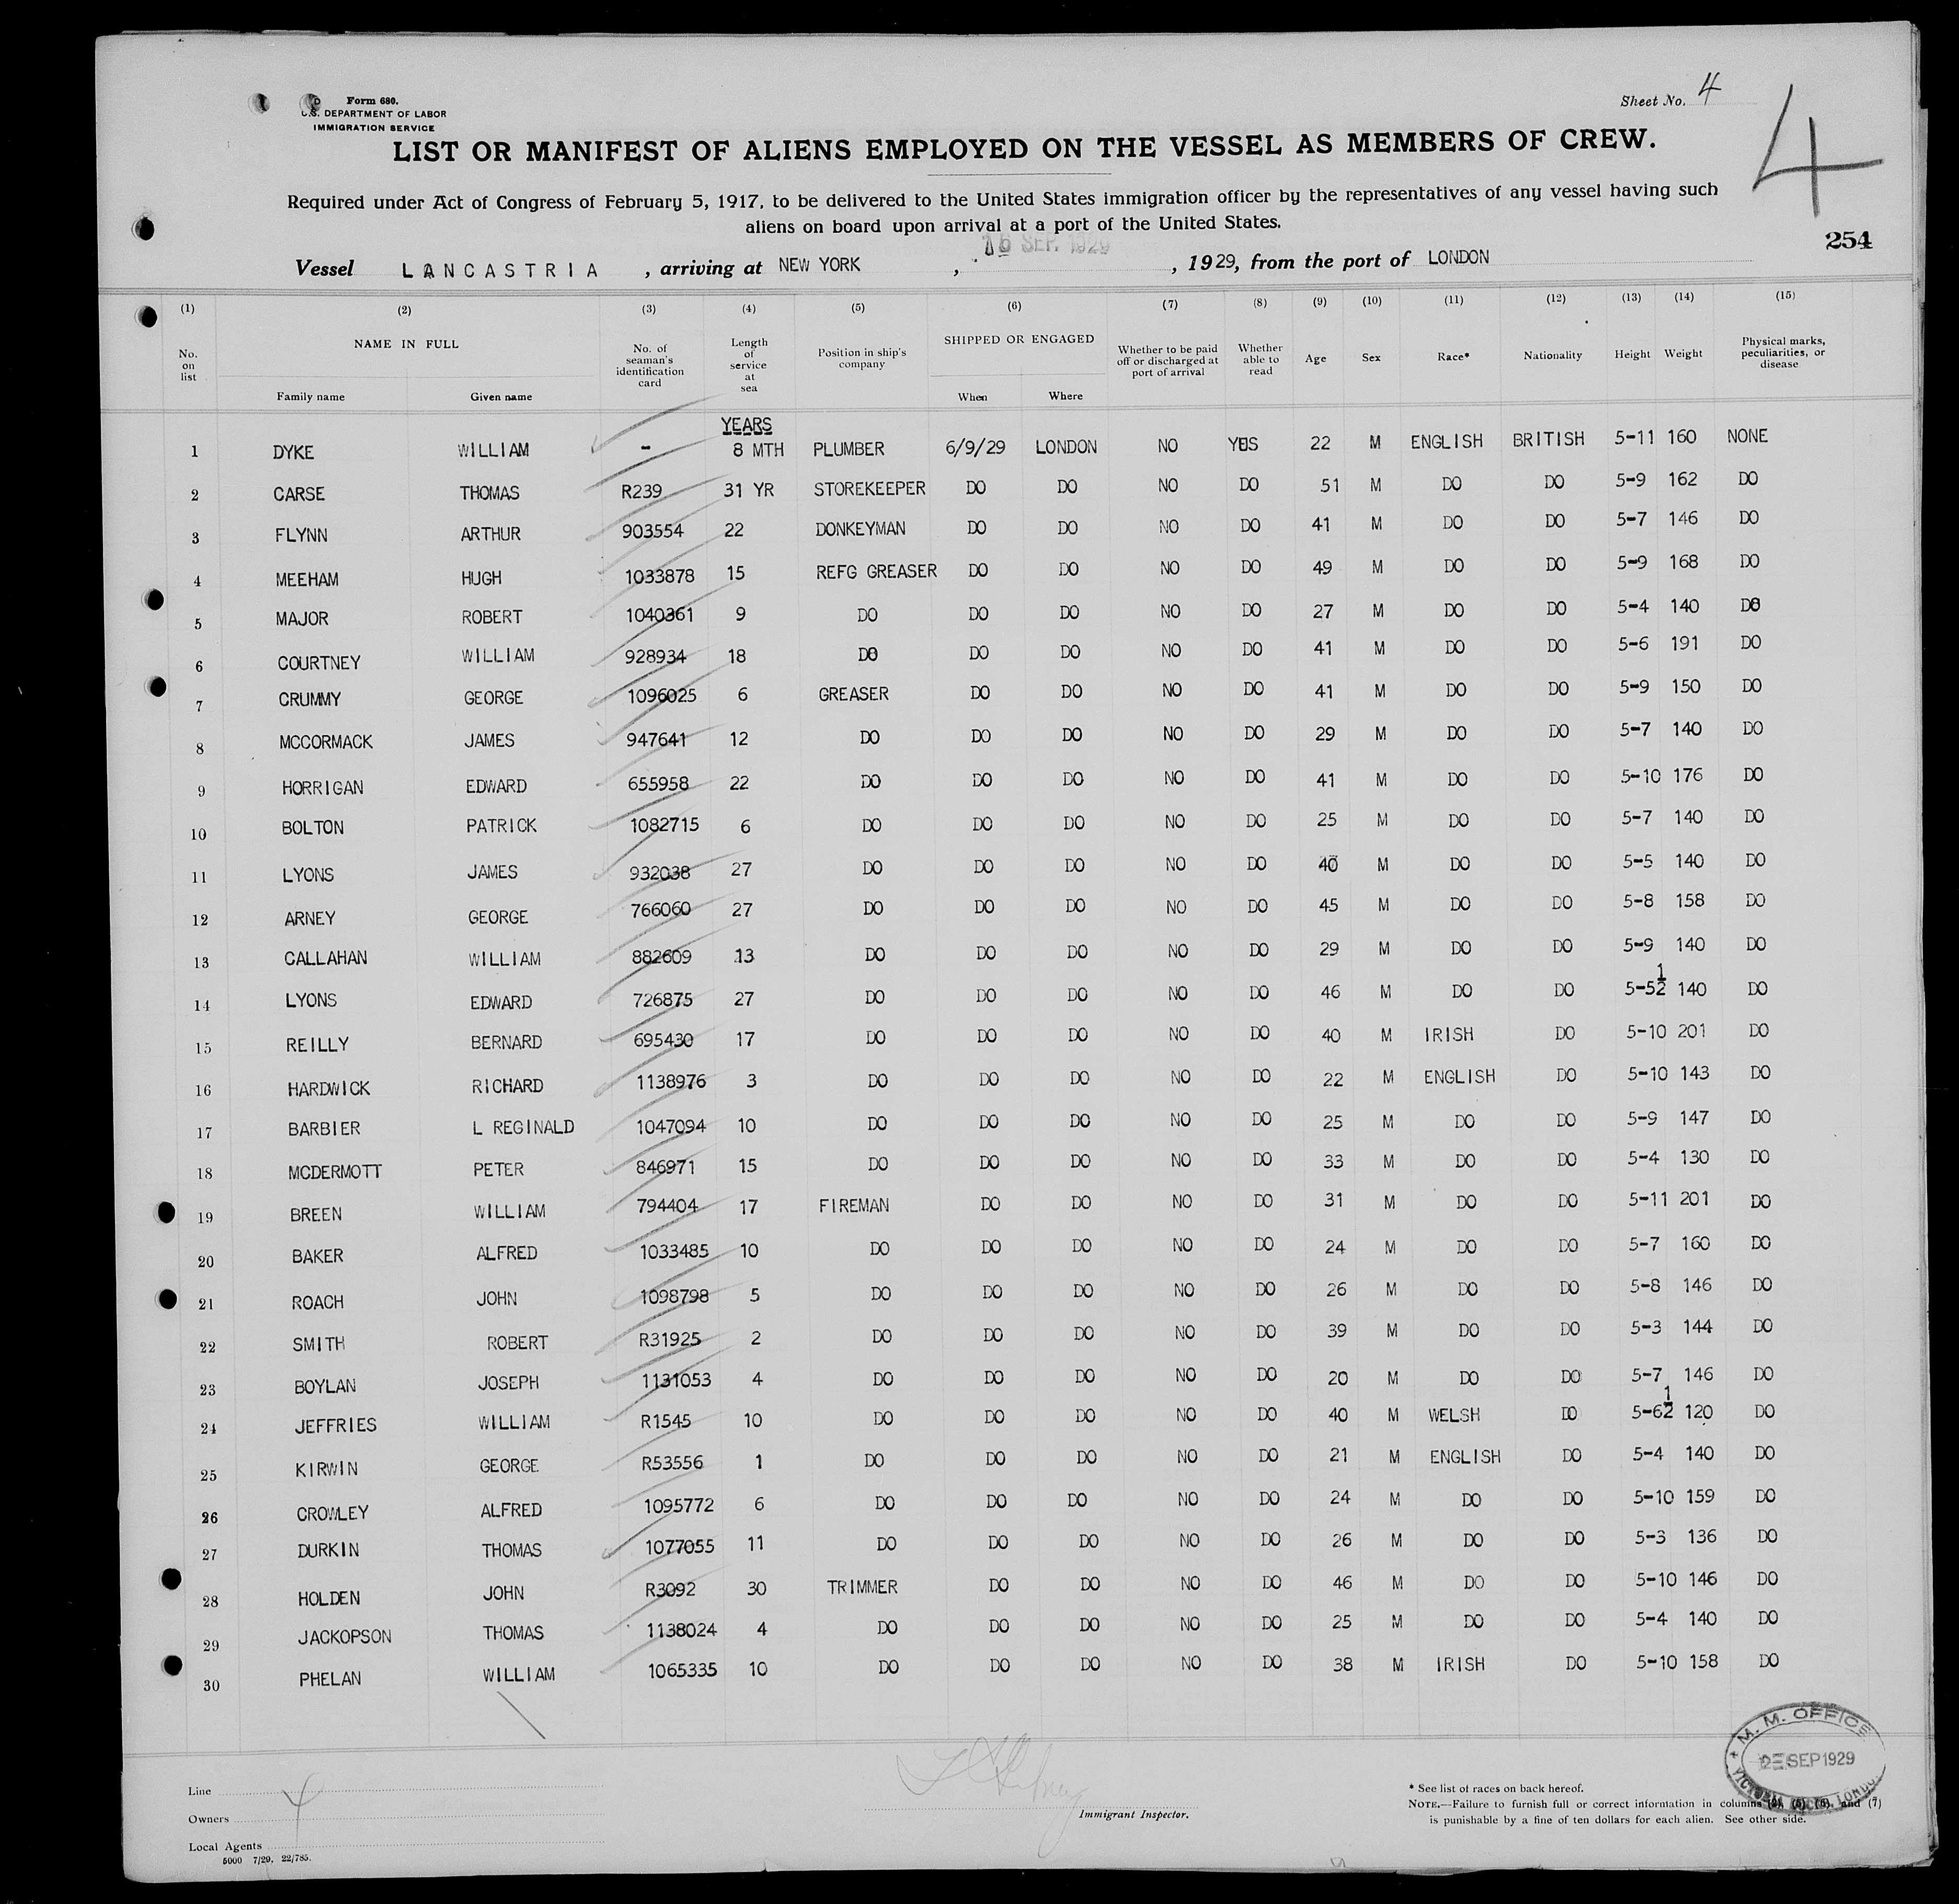 Form 680.
U.S. DEPARTMENT OF LABOR
IMMIGRATION SERVICE
Sheet No. 4
4
LIST OR MANIFEST OF ALIENS EMPLOYED ON THE VESSEL AS MEMBERS OF CREW.
Required under Act of Congress of February 5, 1917, to be delivered to the United States immigration officer by the representatives of any vessel having such
aliens on board upon arrival at a port of the United States.
254
16 SEP. 1929
Vessel LANCASTRIA, arriving at NEW YORK, , 1929, from the port of LONDON
(1) (2) (3) (4) (5) (6) (7) (8) (9) (10) (11) (12) (13) (14) (15)
No. on list NAME IN FULL No. of seaman's identification card Length of service at sea Position in ship's company SHIPPED OR ENGAGED Whether to be paid off or discharged at port of arrival Whether able to read Age Sex Race* Nationality Height Weight Physical marks, peculiarities, or disease
Family name Given name When Where
YEARS
1 DYKE WILLIAM - 8 MTH PLUMBER 6/9/29 LONDON NO YES 22 M ENGLISH BRITISH 5-11 160 NONE
2 CARSE THOMAS R239 31 YR STOREKEEPER DO DO NO DO 51 M DO DO 5-9 162 DO
3 FLYNN ARTHUR 903554 22 DONKEYMAN DO DO NO DO 41 M DO DO 5-7 146 DO
4 MEEHAM HUGH 1033878 15 REFG GREASER DO DO NO DO 49 M DO DO 5-9 168 DO
5 MAJOR ROBERT 1040361 9 DO DO DO NO DO 27 M DO DO 5-4 140 DO
6 COURTNEY WILLIAM 928934 18 DO DO DO NO DO 41 M DO DO 5-6 191 DO
7 CRUMMY GEORGE 1096025 6 GREASER DO DO NO DO 41 M DO DO 5-9 150 DO
8 MCCORMACK JAMES 947641 12 DO DO DO NO DO 29 M DO DO 5-7 140 DO
9 HORRIGAN EDWARD 655958 22 DO DO DO NO DO 41 M DO DO 5-10 176 DO
10 BOLTON PATRICK 1082715 6 DO DO DO NO DO 25 M DO DO 5-7 140 DO
11 LYONS JAMES 932038 27 DO DO DO NO DO 40 M DO DO 5-5 140 DO
12 ARNEY GEORGE 766060 27 DO DO DO NO DO 45 M DO DO 5-8 158 DO
13 CALLAHAN WILLIAM 882609 13 DO DO DO NO DO 29 M DO DO 5-9 140 DO
14 LYONS EDWARD 726875 27 DO DO DO NO DO 46 M DO DO 5-5½ 140 DO
15 REILLY BERNARD 695430 17 DO DO DO NO DO 40 M IRISH DO 5-10 201 DO
16 HARDWICK RICHARD 1138976 3 DO DO DO NO DO 22 M ENGLISH DO 5-10 143 DO
17 BARBIER L REGINALD 1047094 10 DO DO DO NO DO 25 M DO DO 5-9 147 DO
18 MCDERMOTT PETER 846971 15 DO DO DO NO DO 33 M DO DO 5-4 130 DO
19 BREEN WILLIAM 794404 17 FIREMAN DO DO NO DO 31 M DO DO 5-11 201 DO
20 BAKER ALFRED 1033485 10 DO DO DO NO DO 24 M DO DO 5-7 160 DO
21 ROACH JOHN 1098798 5 DO DO DO NO DO 26 M DO DO 5-8 146 DO
22 SMITH ROBERT R31925 2 DO DO DO NO DO 39 M DO DO 5-3 144 DO
23 BOYLAN JOSEPH 1131053 4 DO DO DO NO DO 20 M DO DO 5-7 146 DO
24 JEFFRIES WILLIAM R1545 10 DO DO DO NO DO 40 M WELSH DO 5-6½ 120 DO
25 KIRWIN GEORGE R53556 1 DO DO DO NO DO 21 M ENGLISH DO 5-4 140 DO
26 CROWLEY ALFRED 1095772 6 DO DO DO NO DO 24 M DO DO 5-10 159 DO
27 DURKIN THOMAS 1077055 11 DO DO DO NO DO 26 M DO DO 5-3 136 DO
28 HOLDEN JOHN R3092 30 TRIMMER DO DO NO DO 46 M DO DO 5-10 146 DO
29 JACKOPSON THOMAS 1138024 4 DO DO DO NO DO 25 M DO DO 5-4 140 DO
30 PHELAN WILLIAM 1065335 10 DO DO DO NO DO 38 M IRISH DO 5-10 158 DO
M. M. OFFICE
SEP 1929
Line
Owners
Local Agents
5000 7/29. 22/785.
Immigrant Inspector.
* See list of races on back hereof.
NOTE.—Failure to furnish full or correct information in columns (2), (5), (6), and (7)
is punishable by a fine of ten dollars for each alien. See other side.